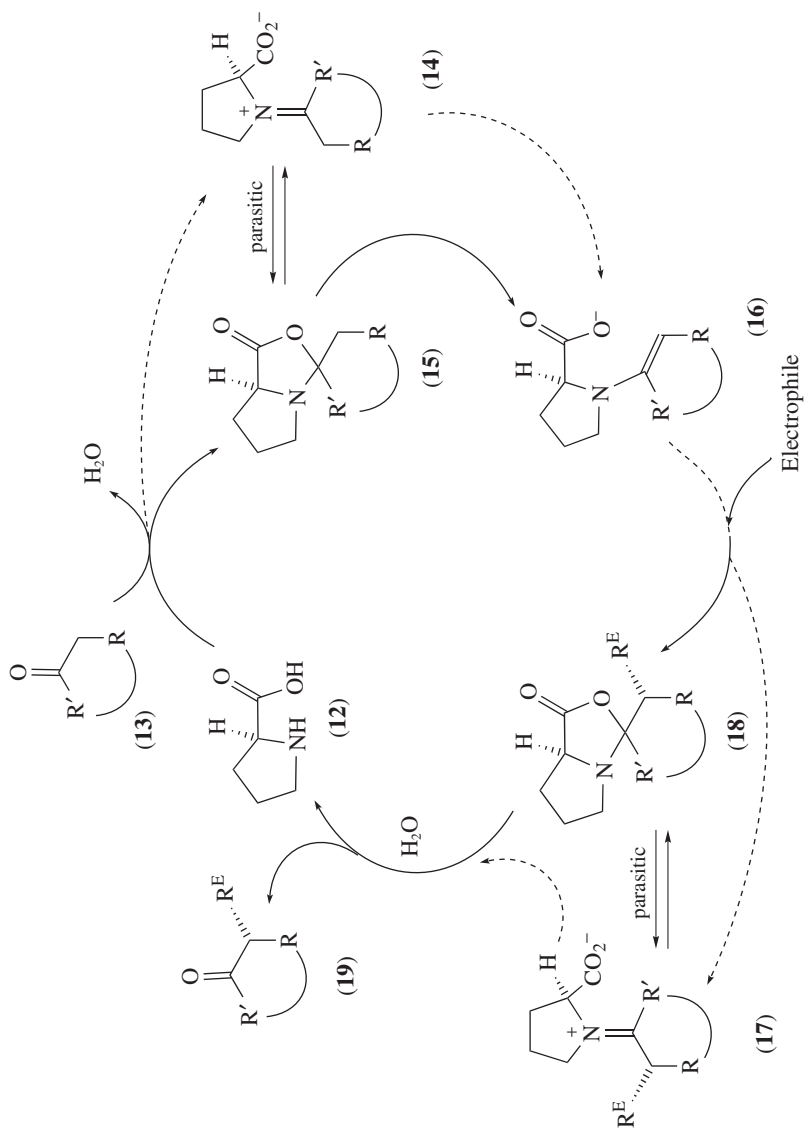 O
R′
R
(13)
H₂O
O
Rᴱ
R′
R
(19)
H
O
NH
OH
(12)
H
O
O
N
R′
R
(15)
parasitic
H
+
N
CO₂⁻
R′
R
(14)
H₂O
H
+
N
CO₂⁻
Rᴱ
R′
R
(17)
parasitic
H
O
O
N
Rᴱ
R′
R
(18)
H
O
O⁻
N
R′
R
(16)
Electrophile